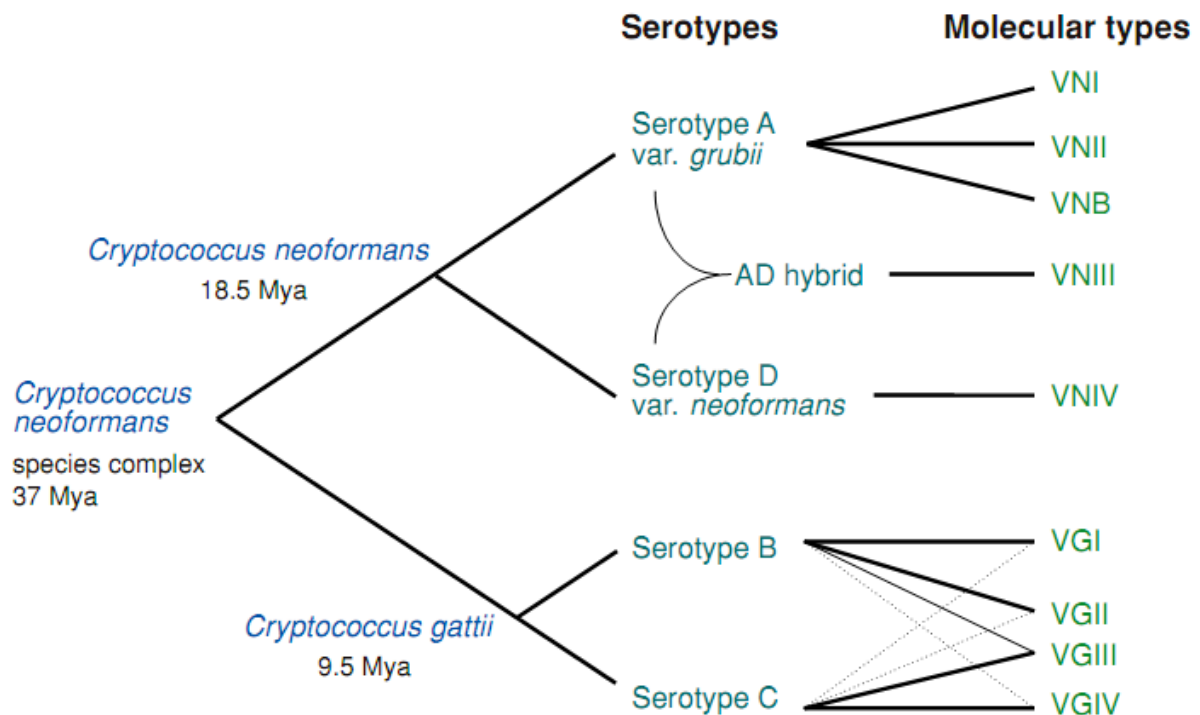 Serotypes
Molecular types
Serotype A
var. grubii
VNI
VNII
VNB
Cryptococcus neoformans
18.5 Mya
AD hybrid
VNIII
Cryptococcus
neoformans
species complex
37 Mya
Serotype D
var. neoformans
VNIV
Serotype B
VGI
VGII
Cryptococcus gattii
9.5 Mya
VGIII
Serotype C
VGIV